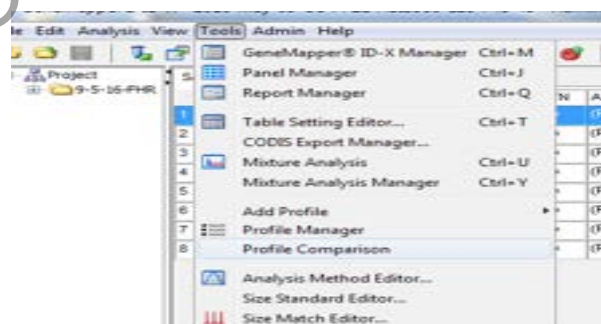 Edit Analysis View Tools Admin Help
GeneMapper® ID-X Manager Ctrl+M
Project
Panel Manager Ctrl+J
9-5-16-FHR
Report Manager Ctrl+Q
N A
1
Table Setting Editor... Ctrl+T
2
CODIS Export Manager...
3
4
Mixture Analysis Ctrl+U
5
Mixture Analysis Manager Ctrl+Y
6
Add Profile
7
Profile Manager
8
Profile Comparison
Analysis Method Editor...
Size Standard Editor...
Size Match Editor...